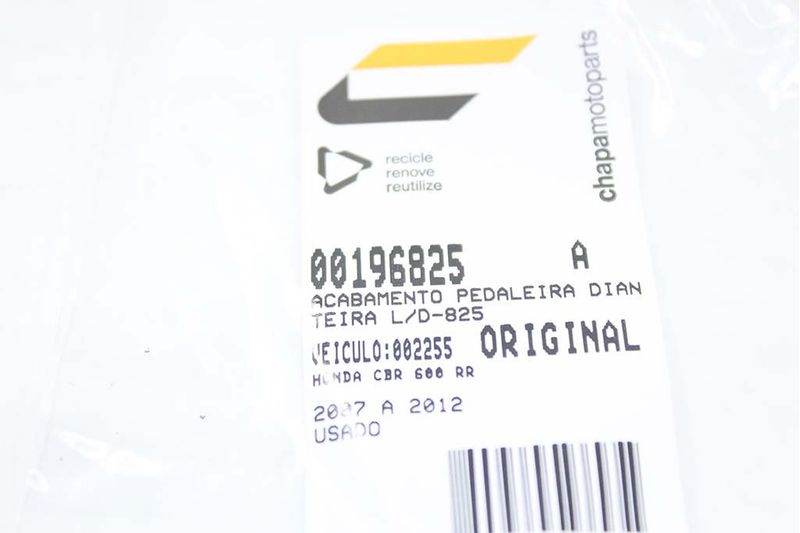 chapamotoparts
recicle
renove
reutilize
00196825 A
ACABAMENTO PEDALEIRA DIAN
TEIRA L/D-825
VEICULO:002255 ORIGINAL
HONDA CBR 600 RR
2007 A 2012
USADO